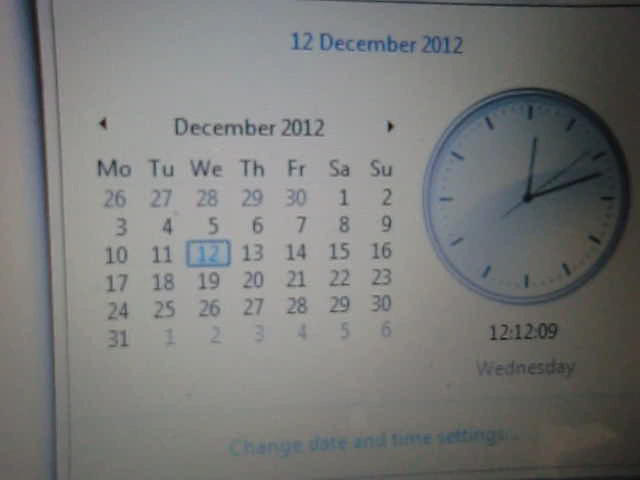 12 December 2012
December 2012
Mo Tu We Th Fr Sa Su
26 27 28 29 30 1 2
3 4 5 6 7 8 9
10 11 12 13 14 15 16
17 18 19 20 21 22 23
24 25 26 27 28 29 30
31 1 2 3 4 5 6
12:12:09
Wednesday
Change date and time settings...